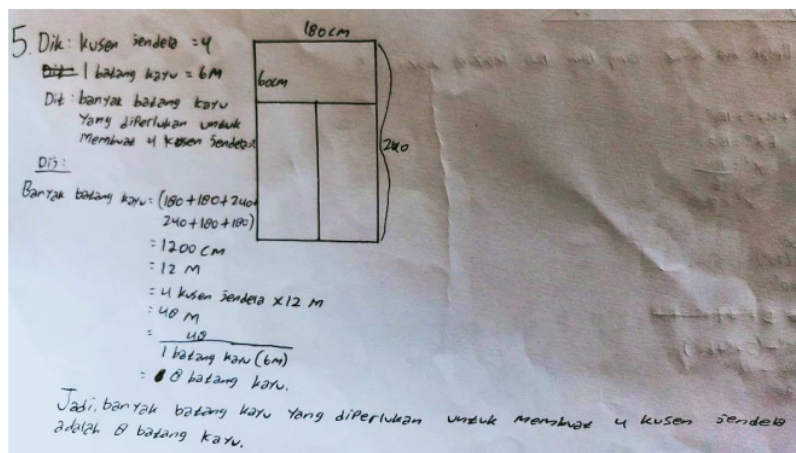 5. Dik: kusen jendela = 4
1 batang kayu = 6M
Dit: banyak batang kayu
Yang diperlukan untuk
Membuat 4 kusen jendela?
180cm
60cm
240
Dij:
Banyak batang kayu = (180+180+240+
240+180+180)
= 1200 CM
= 12 M
= 4 kusen jendela x 12 M
= 48 M
= 48
1 batang kayu (6m)
= 8 batang kayu.
Jadi, banyak batang kayu Yang diperlukan untuk Membuat 4 kusen jendela
adalah 8 batang kayu.